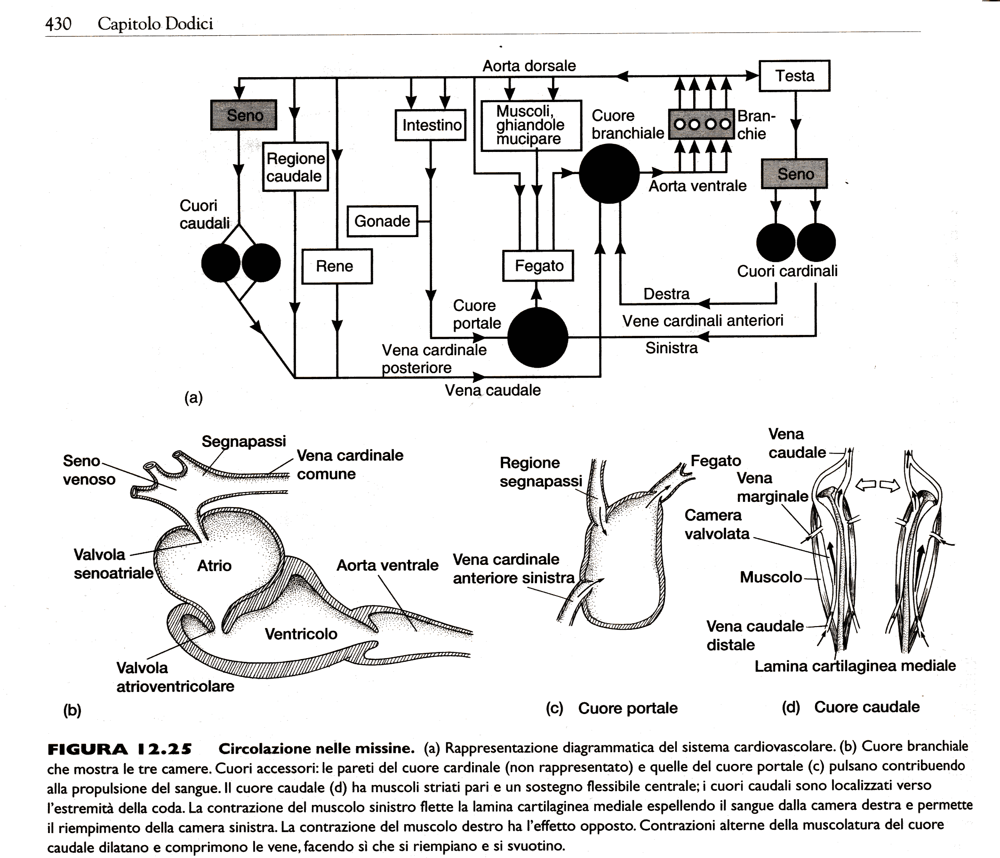 430 Capitolo Dodici
Aorta dorsale
Testa
Seno
Intestino
Muscoli,
ghiandole
mucipare
Cuore
branchiale
Bran-
chie
Regione
caudale
Seno
Aorta ventrale
Cuori
caudali
Gonade
Rene
Fegato
Cuori cardinali
Destra
Cuore
portale
Vene cardinali anteriori
Sinistra
Vena cardinale
posteriore
Vena caudale
(a)
Segnapassi
Seno
venoso
Vena cardinale
comune
Valvola
senoatriale
Atrio
Aorta ventrale
Ventricolo
Valvola
atrioventricolare
(b)
Regione
segnapassi
Fegato
Vena cardinale
anteriore sinistra
(c) Cuore portale
Vena
caudale
Vena
marginale
Camera
valvolata
Muscolo
Vena caudale
distale
Lamina cartilaginea mediale
(d) Cuore caudale
FIGURA 12.25 Circolazione nelle missine. (a) Rappresentazione diagrammatica del sistema cardiovascolare. (b) Cuore branchiale
che mostra le tre camere. Cuori accessori: le pareti del cuore cardinale (non rappresentato) e quelle del cuore portale (c) pulsano contribuendo
alla propulsione del sangue. Il cuore caudale (d) ha muscoli striati pari e un sostegno flessibile centrale; i cuori caudali sono localizzati verso
l'estremità della coda. La contrazione del muscolo sinistro flette la lamina cartilaginea mediale espellendo il sangue dalla camera destra e permette
il riempimento della camera sinistra. La contrazione del muscolo destro ha l'effetto opposto. Contrazioni alterne della muscolatura del cuore
caudale dilatano e comprimono le vene, facendo sì che si riempiano e si svuotino.